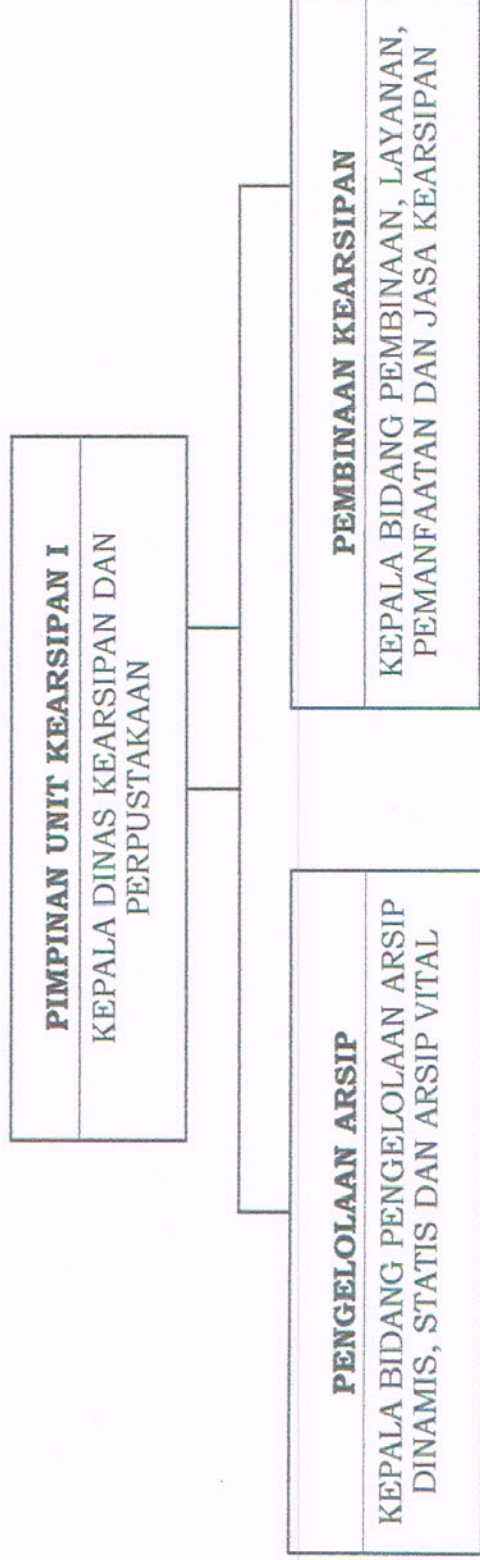 PIMPINAN UNIT KEARSIPAN I
KEPALA DINAS KEARSIPAN DAN
PERPUSTAKAAN
PENGELOLAAN ARSIP
KEPALA BIDANG PENGELOLAAN ARSIP
DINAMIS, STATIS DAN ARSIP VITAL
PEMBINAAN KEARSIPAN
KEPALA BIDANG PEMBINAAN, LAYANAN,
PEMANFAATAN DAN JASA KEARSIPAN